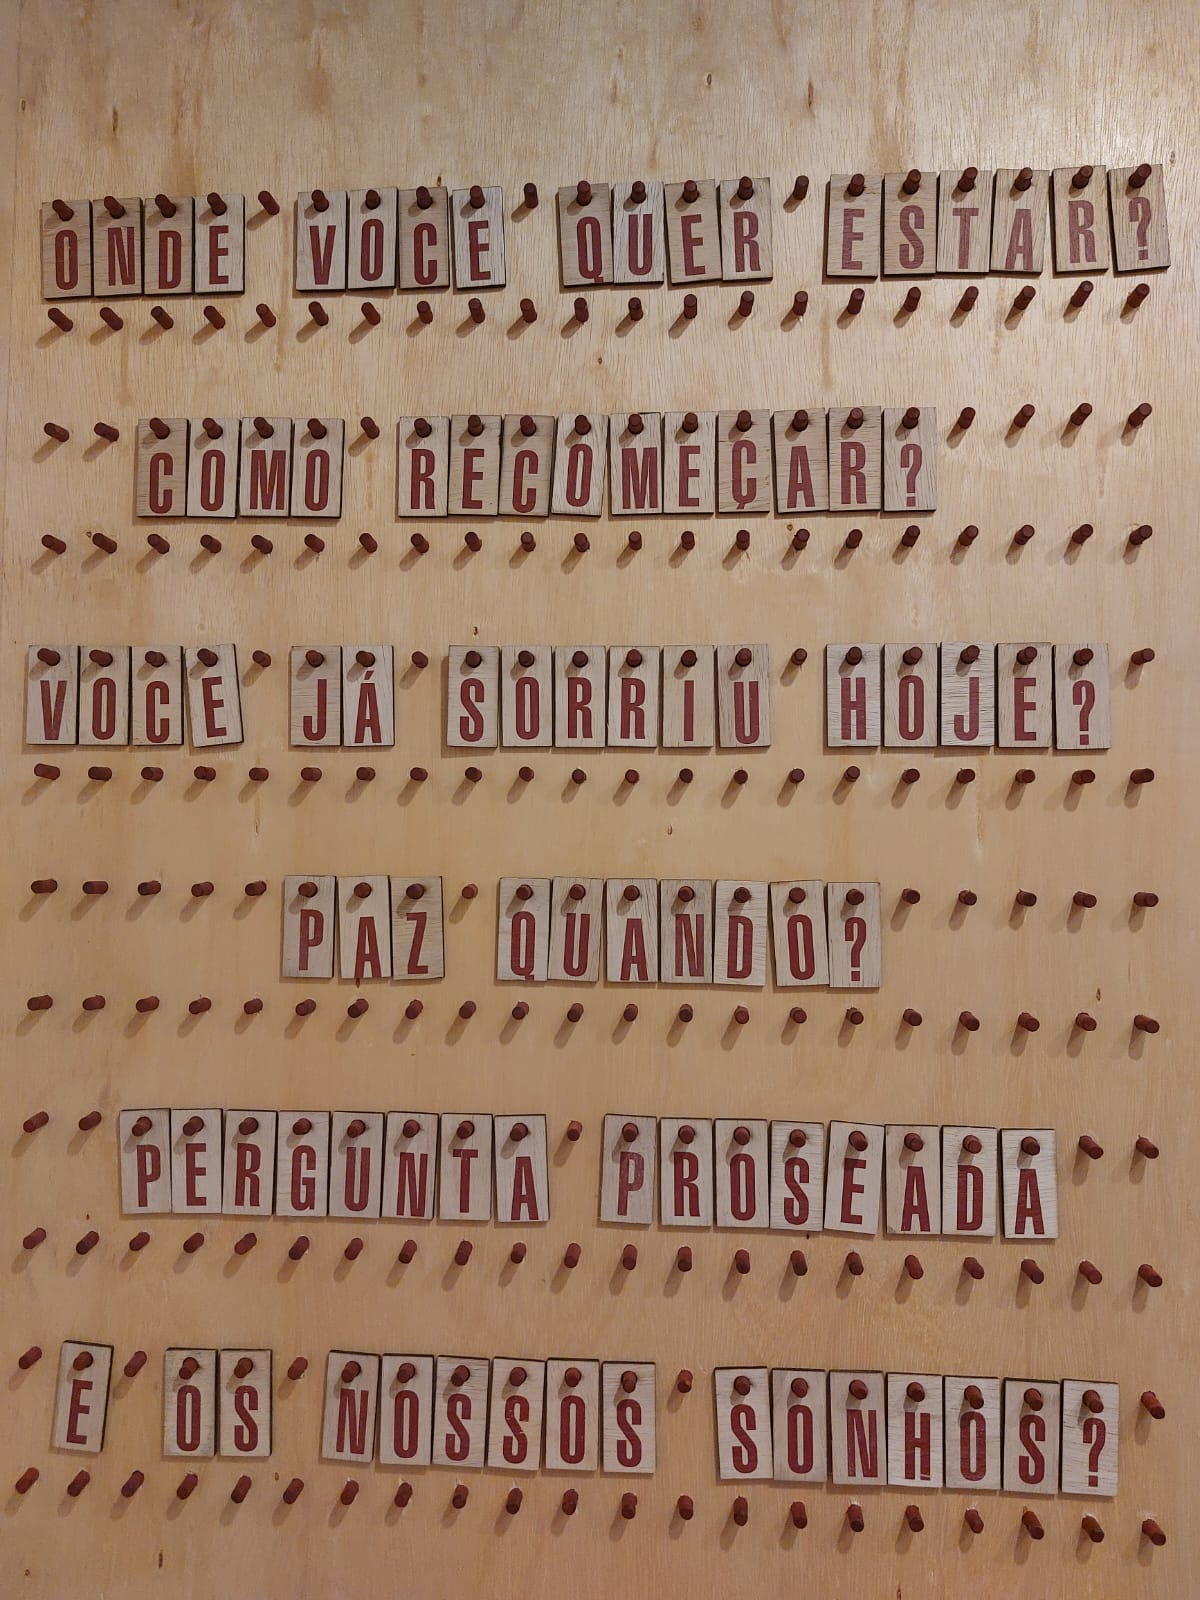 ONDE VOCE QUER ESTAR?
COMO RECOMEÇAR?
VOCE JÁ SORRIU HOJE?
PAZ QUANDO?
PERGUNTA PROSEADA
E OS NOSSOS SONHOS?